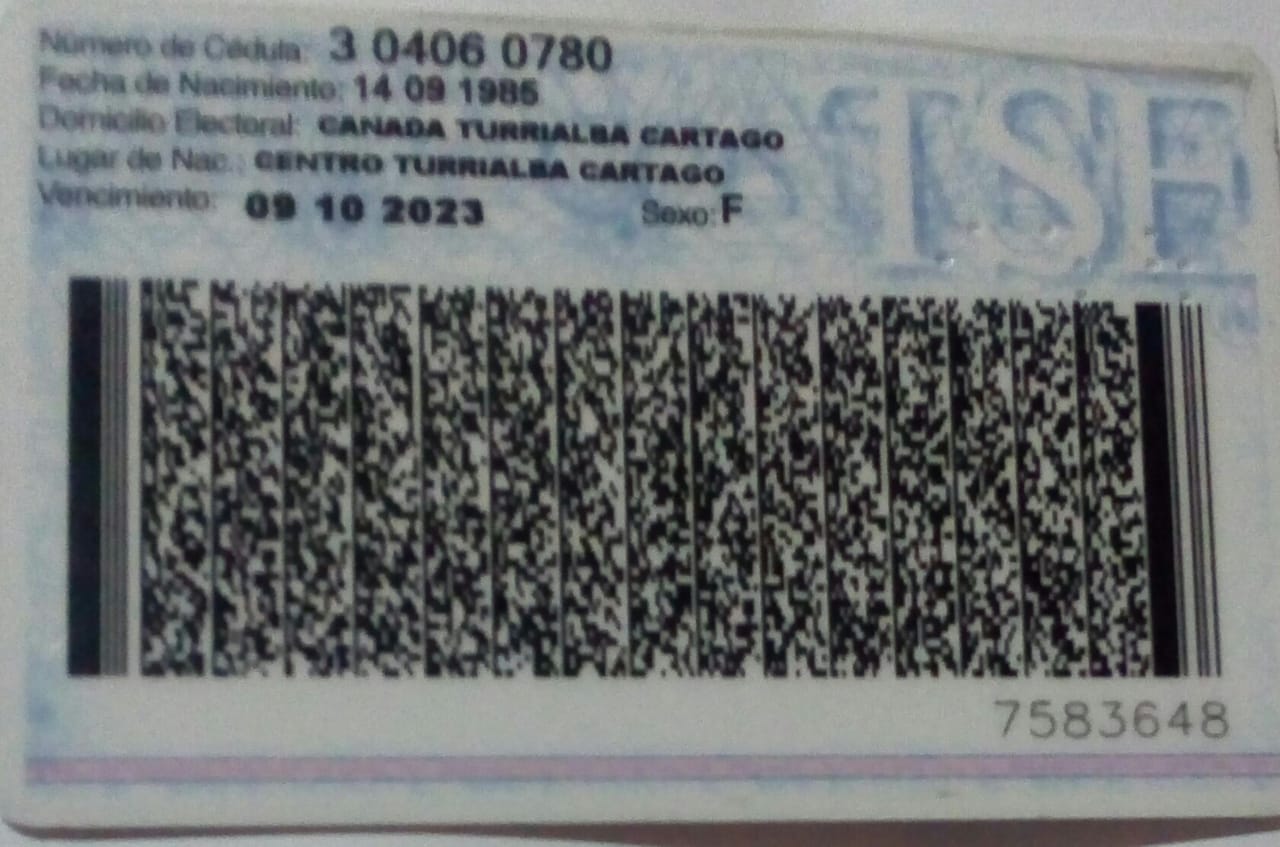 Número de Cédula: 3 0406 0780
Fecha de Nacimiento: 14 09 1985
Domicilio Electoral: CANADA TURRIALBA CARTAGO
Lugar de Nac.: CENTRO TURRIALBA CARTAGO
Vencimiento: 09 10 2023 Sexo: F
TSE
7583648